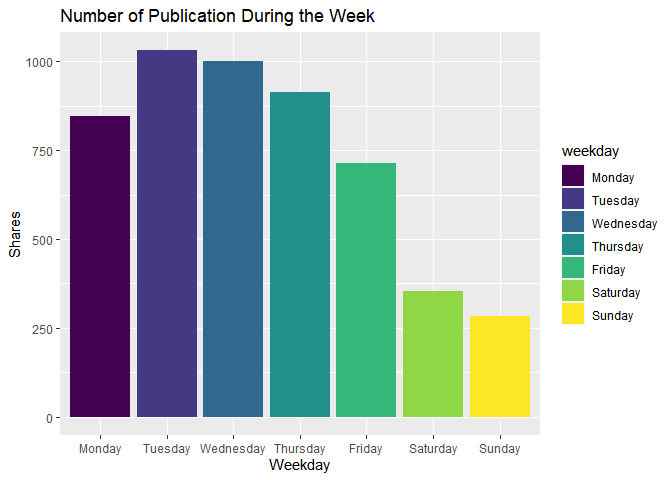 Number of Publication During the Week
Shares
1000
750
500
250
0
Monday Tuesday Wednesday Thursday Friday Saturday Sunday
Weekday
weekday
Monday
Tuesday
Wednesday
Thursday
Friday
Saturday
Sunday